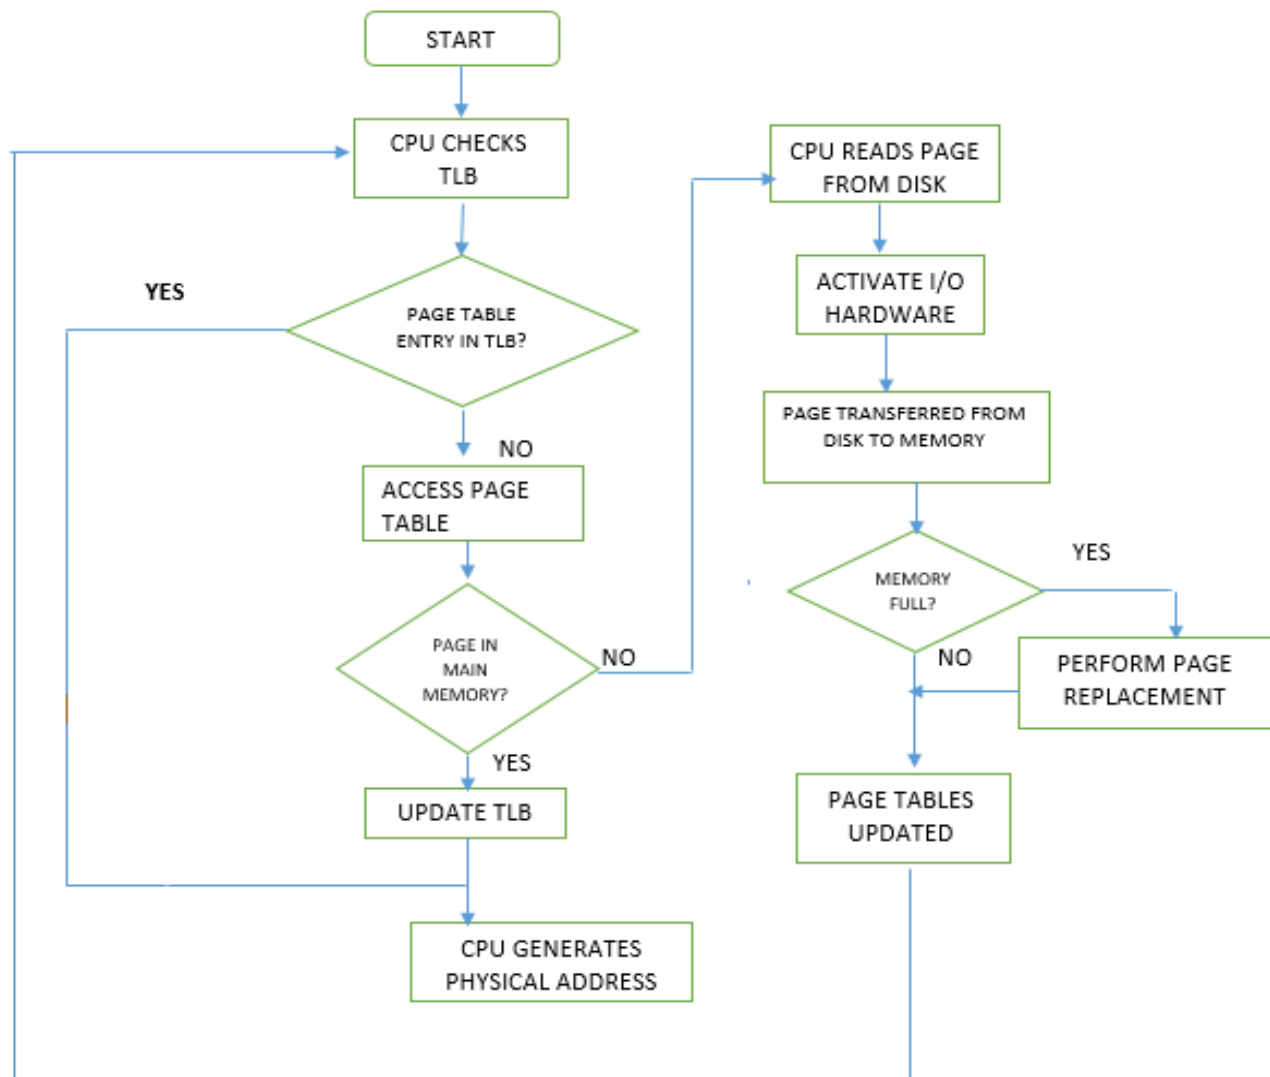 START
CPU CHECKS
TLB
YES
PAGE TABLE
ENTRY IN TLB?
NO
ACCESS PAGE
TABLE
PAGE IN
MAIN
MEMORY?
NO
YES
UPDATE TLB
CPU GENERATES
PHYSICAL ADDRESS
CPU READS PAGE
FROM DISK
ACTIVATE I/O
HARDWARE
PAGE TRANSFERRED FROM
DISK TO MEMORY
MEMORY
FULL?
YES
NO
PERFORM PAGE
REPLACEMENT
PAGE TABLES
UPDATED